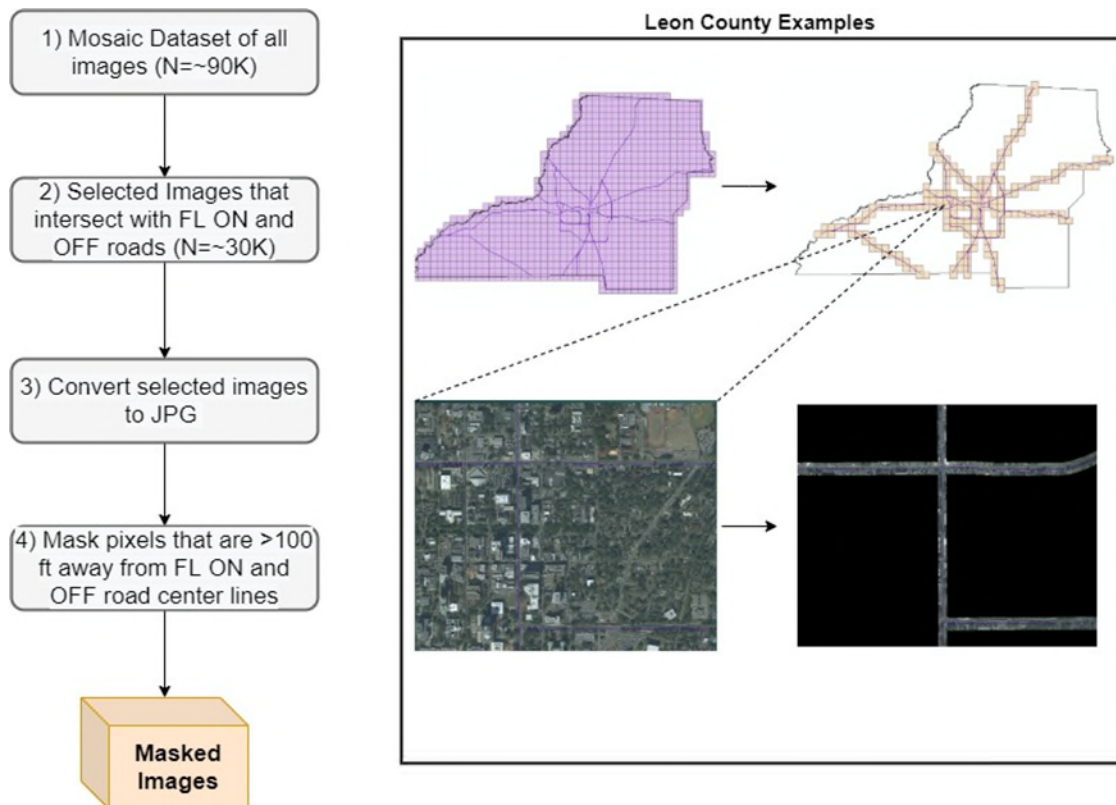 1) Mosaic Dataset of all
images (N=~90K)
2) Selected Images that
intersect with FL ON and
OFF roads (N=~30K)
3) Convert selected images
to JPG
4) Mask pixels that are >100
ft away from FL ON and
OFF road center lines
Masked
Images
Leon County Examples